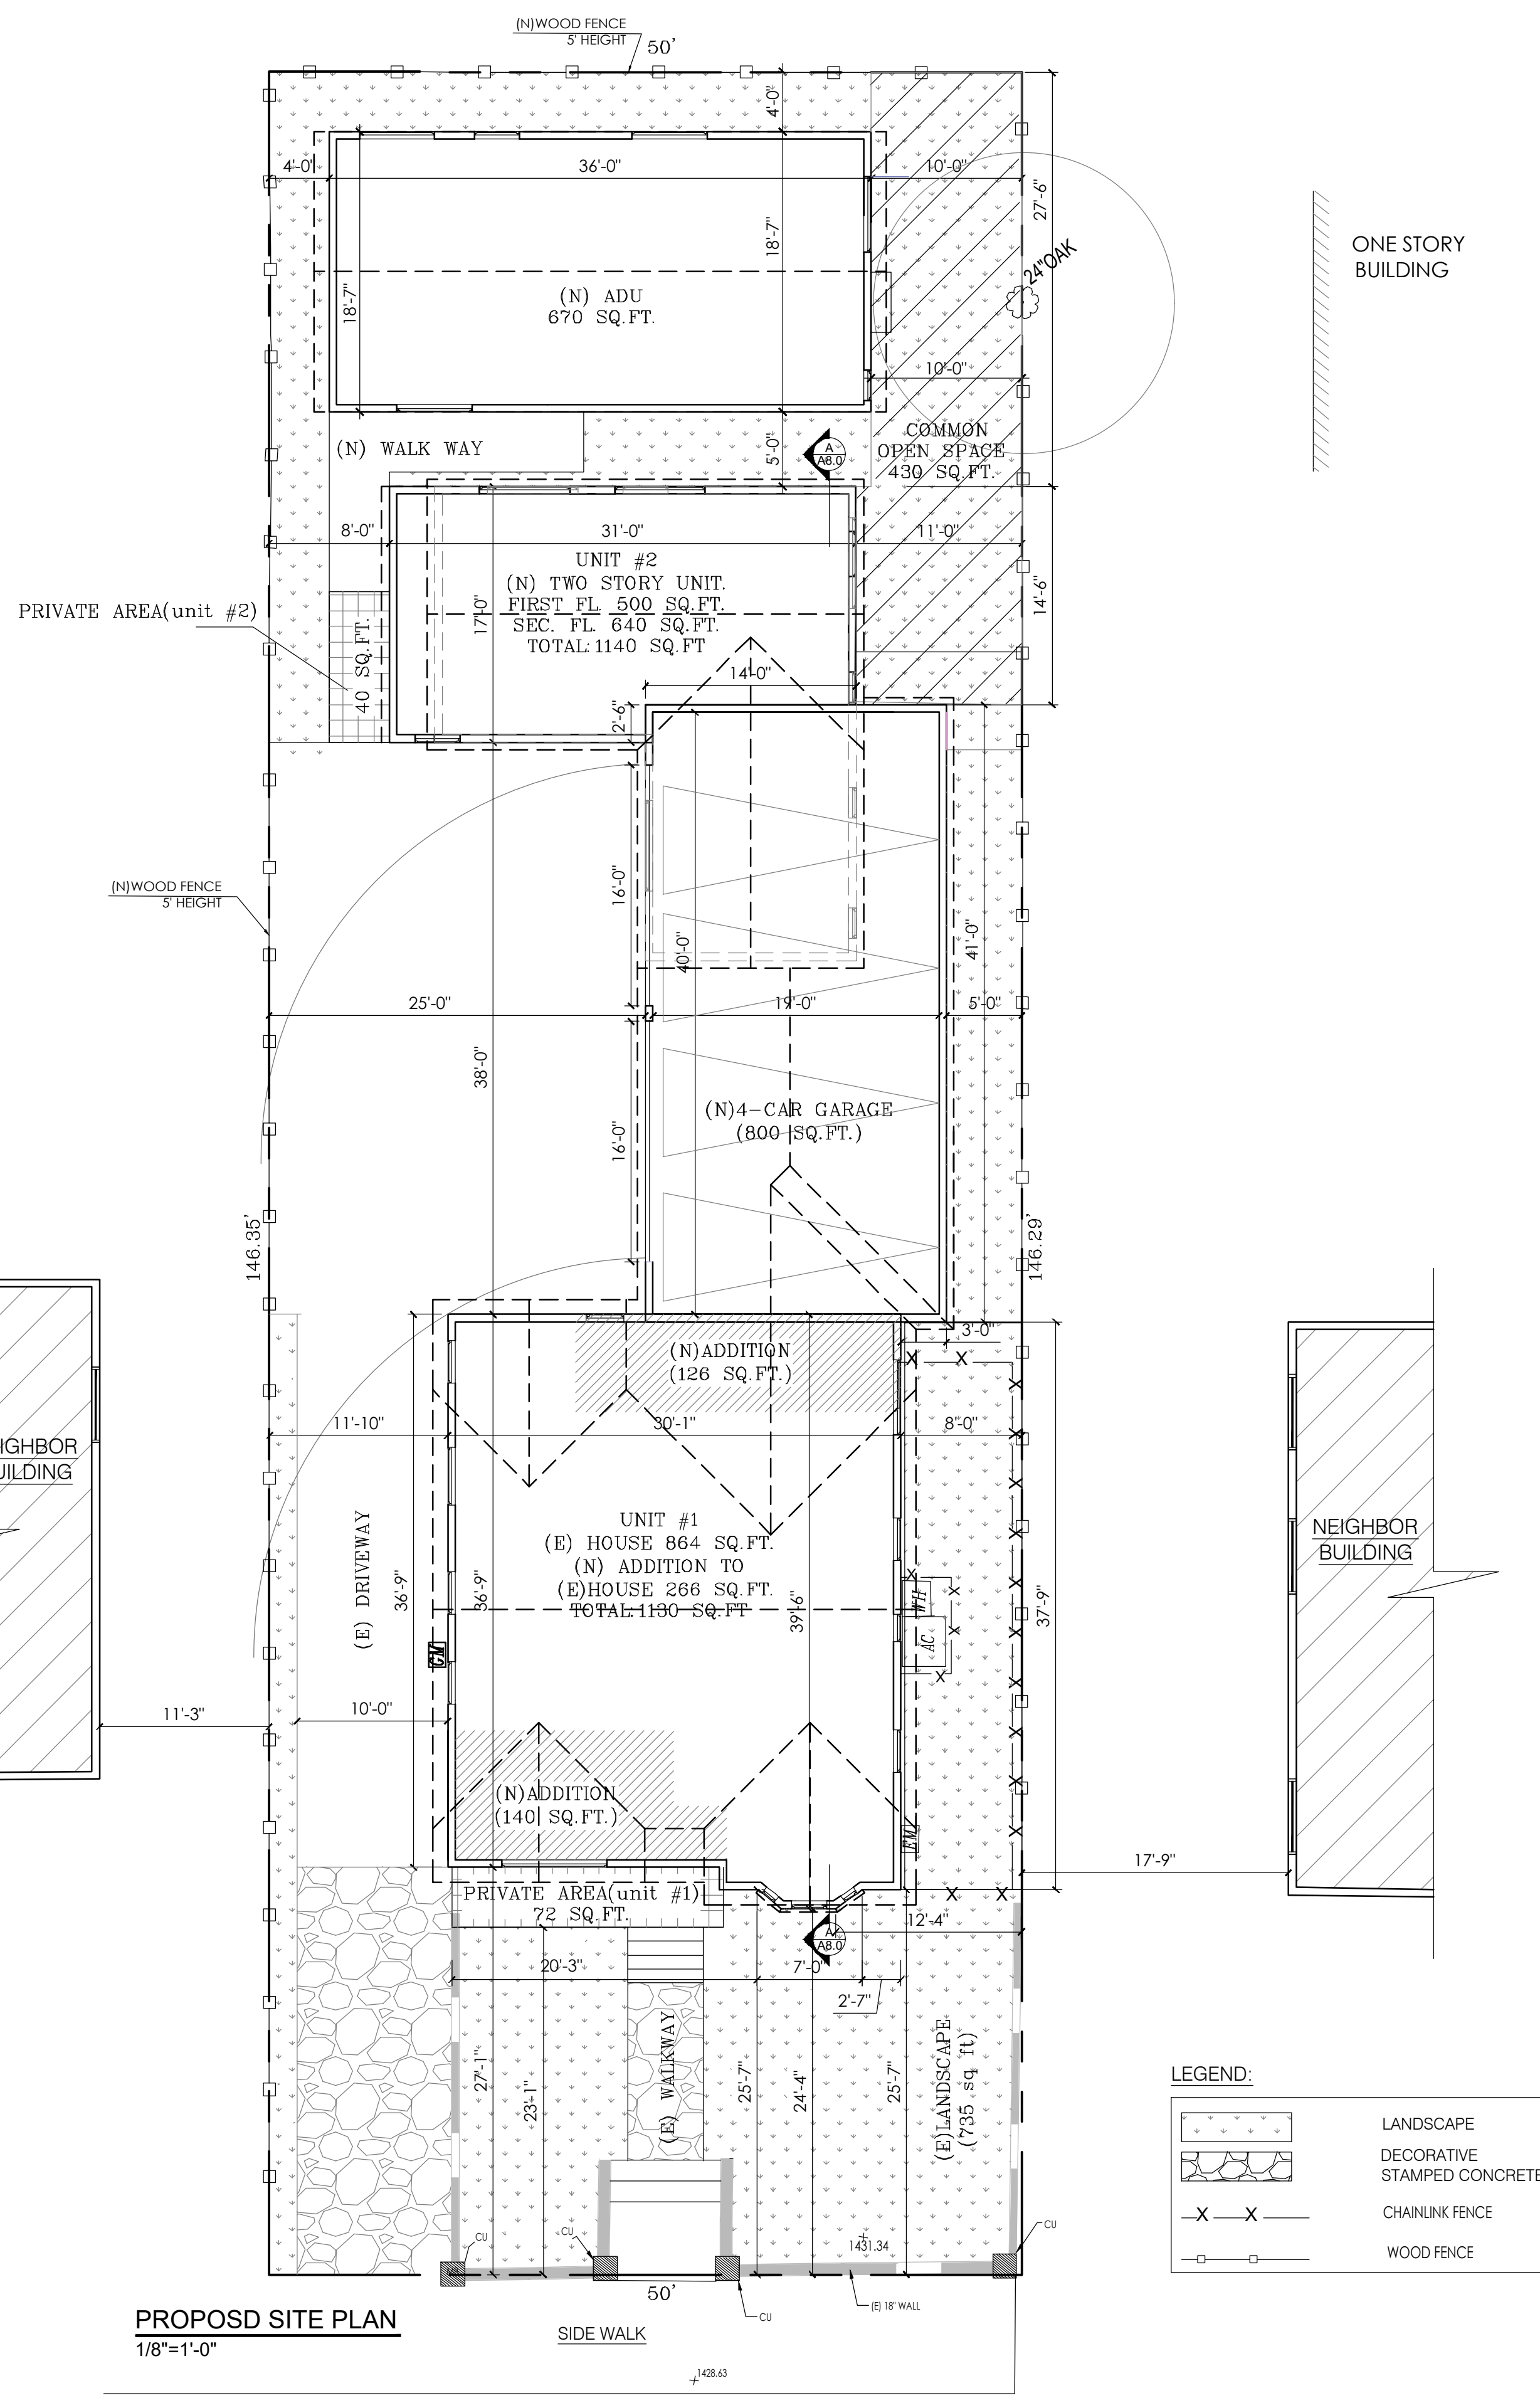 (N)WOOD FENCE
5' HEIGHT
50'
4'-0"
4'-0"
36'-0"
10'-0"
27'-6"
18'-7"
18'-7"
24"OAK
ONE STORY
BUILDING
(N) ADU
670 SQ.FT.
10'-0"
(N) WALK WAY
5'-0"
A
A8.0
COMMON
OPEN SPACE
430 SQ.FT.
8'-0"
31'-0"
11'-0"
UNIT #2
(N) TWO STORY UNIT.
FIRST FL. 500 SQ.FT.
SEC. FL. 640 SQ.FT.
TOTAL:1140 SQ.FT
17'-0"
14'-6"
PRIVATE AREA(unit #2)
40 SQ.FT.
14'-0"
2'-6"
(N)WOOD FENCE
5' HEIGHT
16'-0"
40'-0"
41'-0"
25'-0"
19'-0"
5'-0"
38'-0"
(N)4-CAR GARAGE
(800 SQ.FT.)
16'-0"
146.35'
146.29'
(N)ADDITION
(126 SQ.FT.)
3'-0"
11'-10"
30'-1"
8'-0"
BUILDING
UNIT #1
(E) HOUSE 864 SQ.FT.
(N) ADDITION TO
(E)HOUSE 266 SQ.FT.
TOTAL:1130 SQ.FT
(E) DRIVEWAY
36'-9"
36'-9"
39'-6"
WH
AC
37'-9"
NEIGHBOR
BUILDING
GM
11'-3"
10'-0"
(N)ADDITION
(140 SQ.FT.)
EM
17'-9"
PRIVATE AREA(unit #1)
72 SQ.FT.
A
A8.0
12'-4"
20'-3"
7'-0"
2'-7"
27'-1"
23'-1"
(E) WALKWAY
25'-7"
24'-4"
25'-7"
(E)LANDSCAPE
(735 sq ft)
LEGEND:
LANDSCAPE
DECORATIVE
STAMPED CONCRETE
CHAINLINK FENCE
WOOD FENCE
CU
CU
CU
CU
1431.34
(E) 18" WALL
50'
PROPOSD SITE PLAN
1/8"=1'-0"
SIDE WALK
1428.63